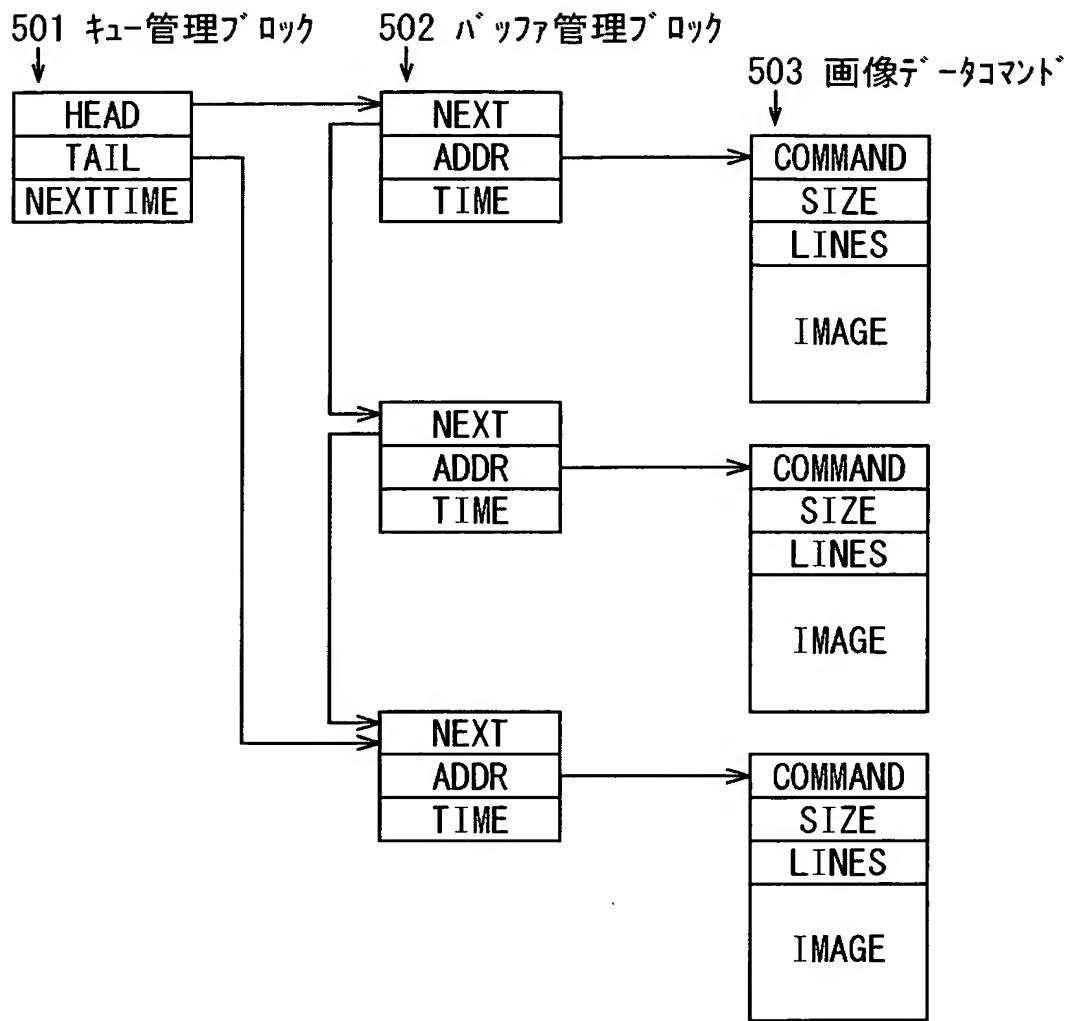 501 ｷｭｰ管理ﾌﾞﾛｯｸ
502 ﾊﾞｯﾌｧ管理ﾌﾞﾛｯｸ
503 画像ﾃﾞｰﾀｺﾏﾝﾄﾞ
HEAD
TAIL
NEXTTIME
NEXT
ADDR
TIME
COMMAND
SIZE
LINES
IMAGE
NEXT
ADDR
TIME
COMMAND
SIZE
LINES
IMAGE
NEXT
ADDR
TIME
COMMAND
SIZE
LINES
IMAGE